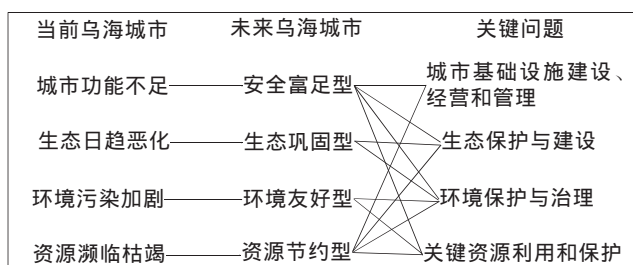 当前乌海城市 未来乌海城市 关键问题
城市功能不足 安全富足型 城市基础设施建设、
经营和管理
生态日趋恶化 生态巩固型 生态保护与建设
环境污染加剧 环境友好型 环境保护与治理
资源濒临枯竭 资源节约型 关键资源利用和保护